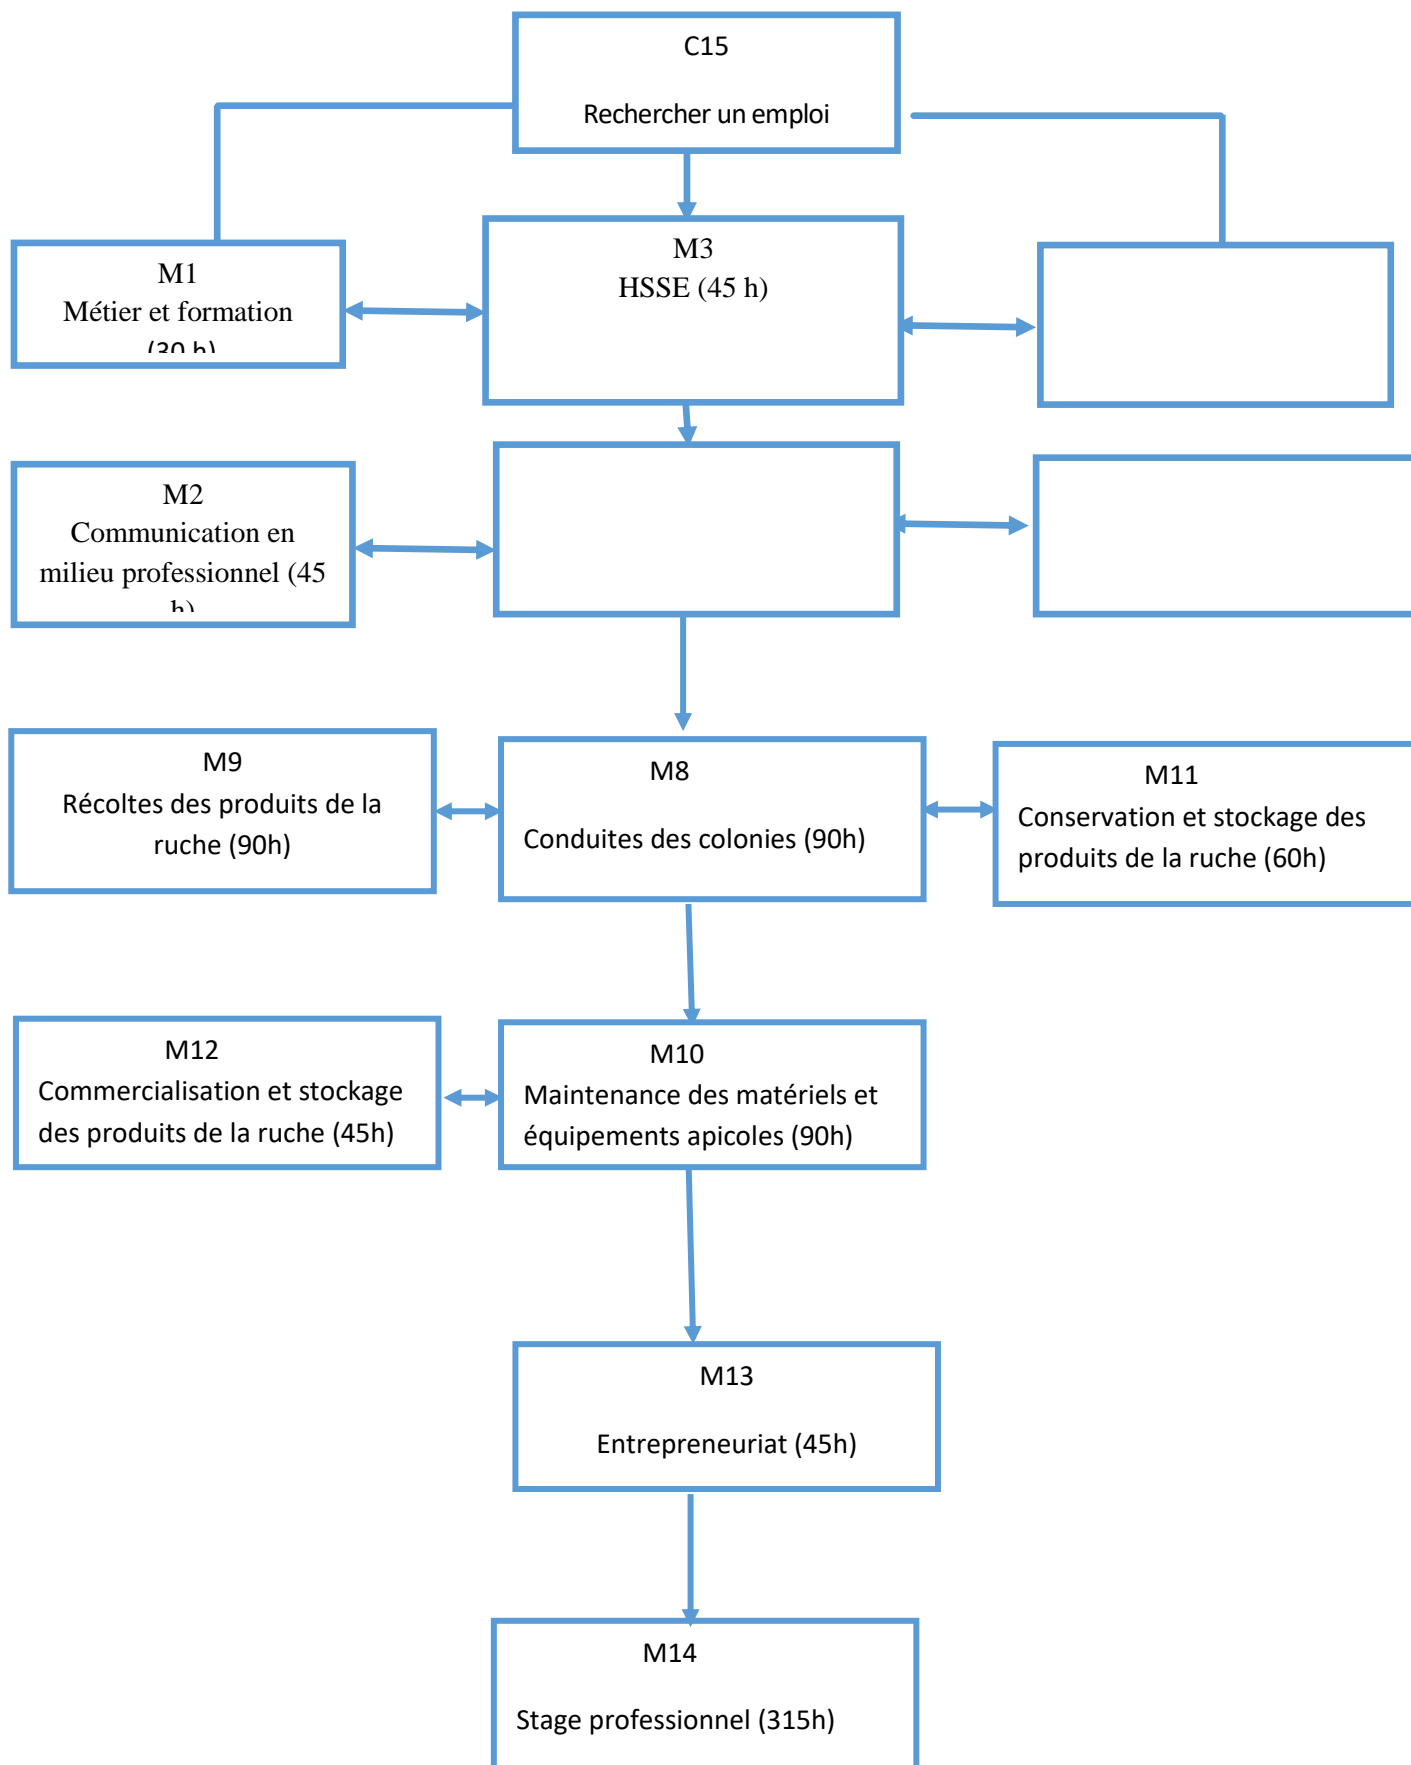 C15
Rechercher un emploi
M1
Métier et formation
(30 h)
M3
HSSE (45 h)
M2
Communication en
milieu professionnel (45
h)
M9
Récoltes des produits de la
ruche (90h)
M8
Conduites des colonies (90h)
M11
Conservation et stockage des
produits de la ruche (60h)
M12
Commercialisation et stockage
des produits de la ruche (45h)
M10
Maintenance des matériels et
équipements apicoles (90h)
M13
Entrepreneuriat (45h)
M14
Stage professionnel (315h)